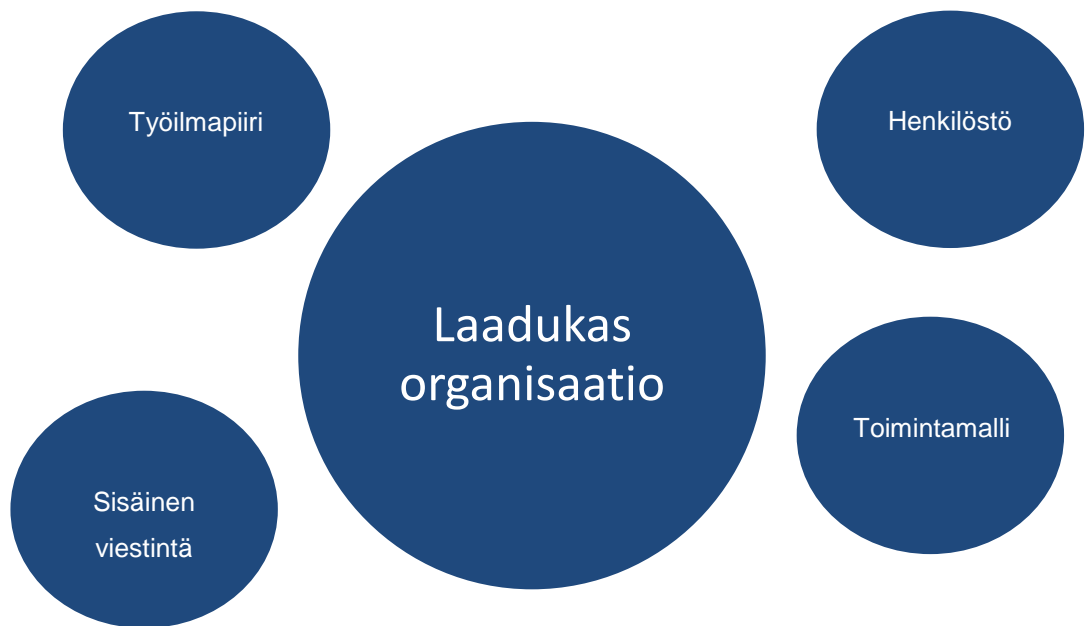 Työilmapiiri
Henkilöstö
Laadukas
organisaatio
Toimintamalli
Sisäinen
viestintä